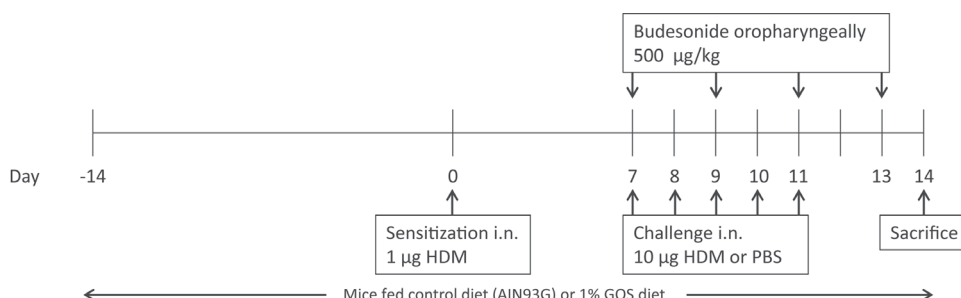 Budesonide oropharyngeally
500 µg/kg
Day -14 0 7 8 9 10 11 13 14
Sensitization i.n.
1 µg HDM
Challenge i.n.
10 µg HDM or PBS
Sacrifice
Mice fed control diet (AIN93G) or 1% GOS diet